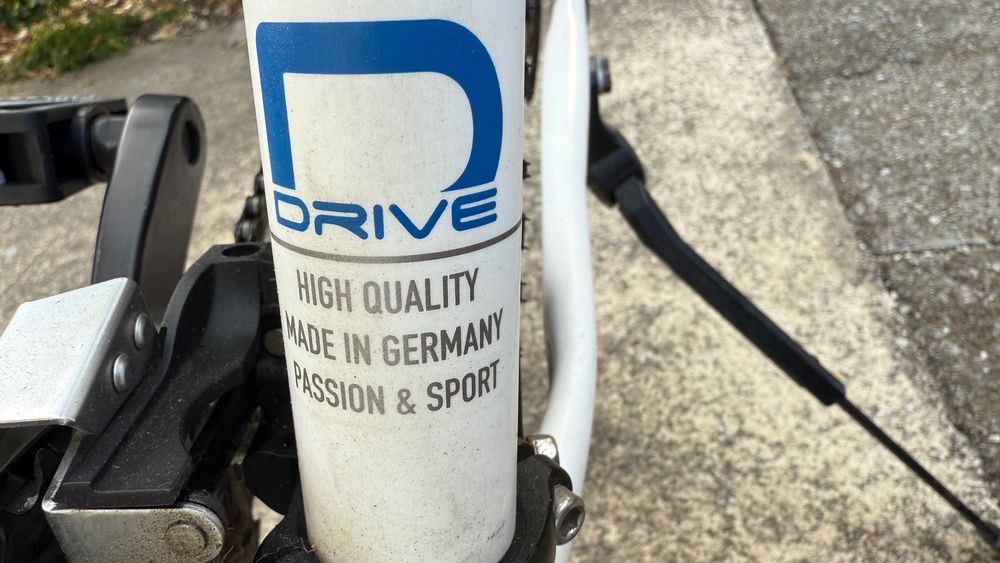 DRIVE
HIGH QUALITY
MADE IN GERMANY
PASSION & SPORT